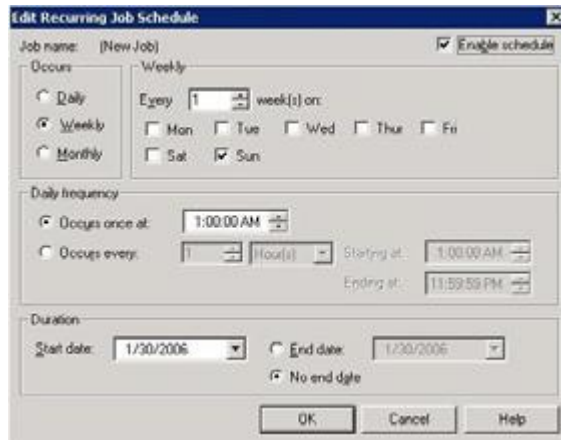 Edit Recurring Job Schedule
Job name: (New Job) Enable schedule
Occurs
Daily
Weekly
Monthly
Weekly
Every 1 week(s) on:
Mon Tue Wed Thur Fri
Sat Sun
Daily frequency
Occurs once at: 1:00:00 AM
Occurs every: 1 Hour(s) Starting at: 1:00:00 AM
Ending at: 11:59:59 PM
Duration
Start date: 1/30/2006 End date: 1/30/2006
No end date
OK Cancel Help